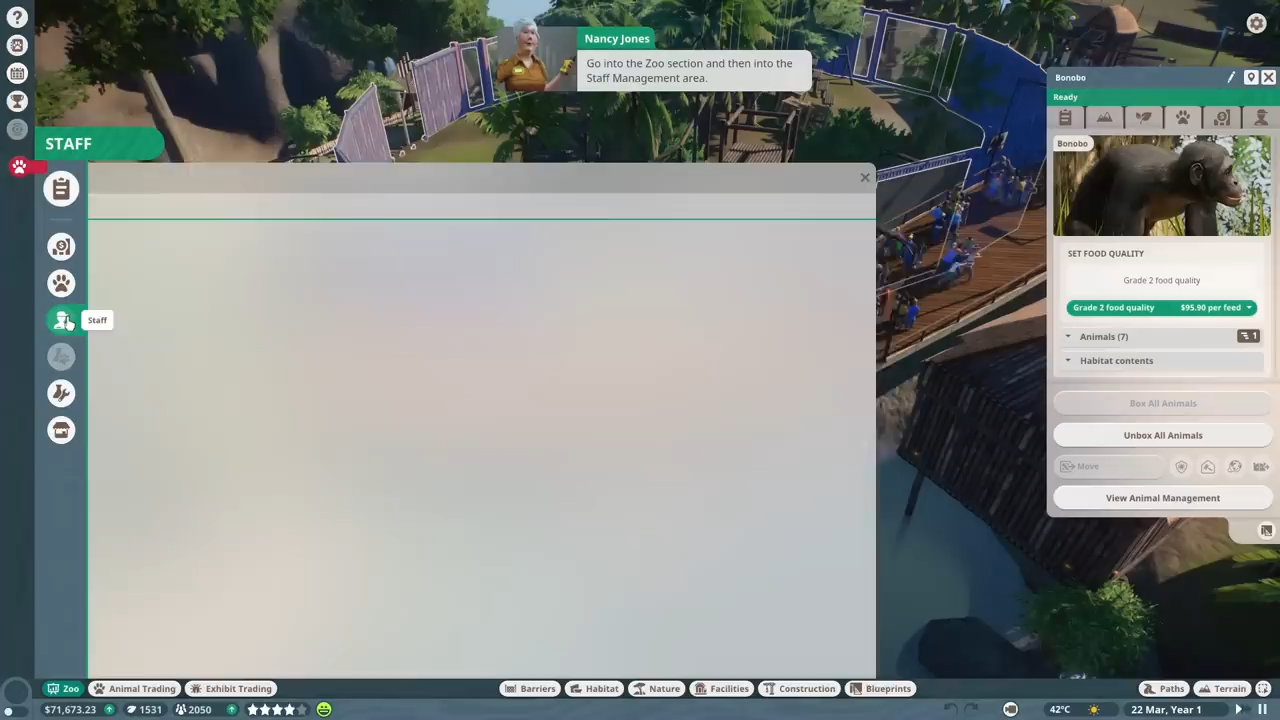 Nancy Jones
Go into the Zoo section and then into the
Staff Management area.
STAFF
Staff
Bonobo
Ready
Bonobo
SET FOOD QUALITY
Grade 2 food quality
Grade 2 food quality $95.90 per feed
Animals (7) 1
Habitat contents
Box All Animals
Unbox All Animals
Move
View Animal Management
Zoo Animal Trading Exhibit Trading Barriers Habitat Nature Facilities Construction Blueprints Paths Terrain
$71,673.23 1531 2050 42°C 22 Mar, Year 1